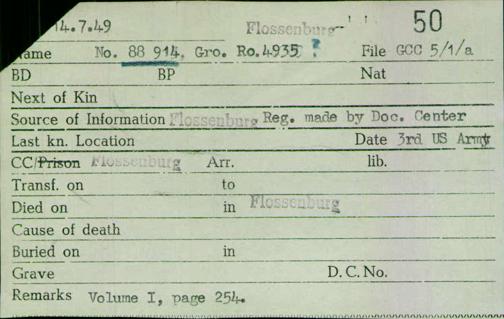 14.7.49 Flossenburg- 50
Name No. 88 914, Gro. Ro.4935 ? File GCC 5/1/a
BD BP Nat
Next of Kin
Source of Information Flossenburg Reg. made by Doc. Center
Last kn. Location Date 3rd US Army
CC/Prison Flossenburg Arr. lib.
Transf. on to
Died on in Flossenburg
Cause of death
Buried on in
Grave D.C.No.
Remarks Volume I, page 254.